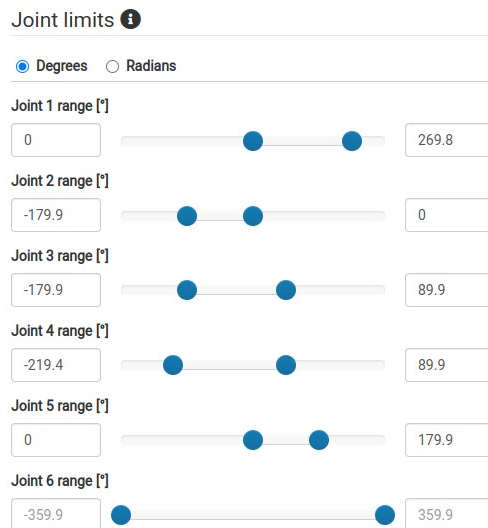 Joint limits i
Degrees Radians
Joint 1 range [°]
0 269.8
Joint 2 range [°]
-179.9 0
Joint 3 range [°]
-179.9 89.9
Joint 4 range [°]
-219.4 89.9
Joint 5 range [°]
0 179.9
Joint 6 range [°]
-359.9 359.9